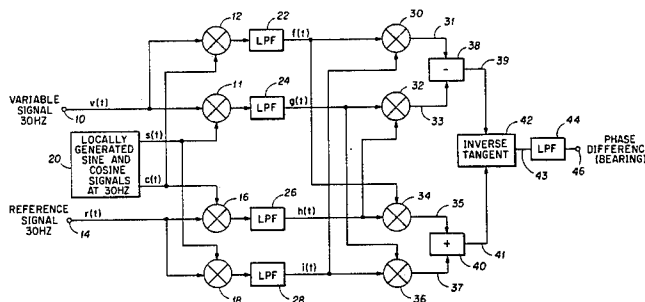 12
22
30
31
LPF
f(t)
38
-
39
11
24
32
VARIABLE
SIGNAL
30HZ
v(t)
10
LPF
g(t)
33
42
44
PHASE
DIFFERENCE
(BEARING)
20
LOCALLY
GENERATED
SINE AND
COSINE
SIGNALS
AT 30HZ
s(t)
c(t)
INVERSE
TANGENT
LPF
43
46
26
34
35
REFERENCE
SIGNAL
30HZ
r(t)
14
16
LPF
h(t)
+
41
40
37
LPF
i(t)
18
28
36